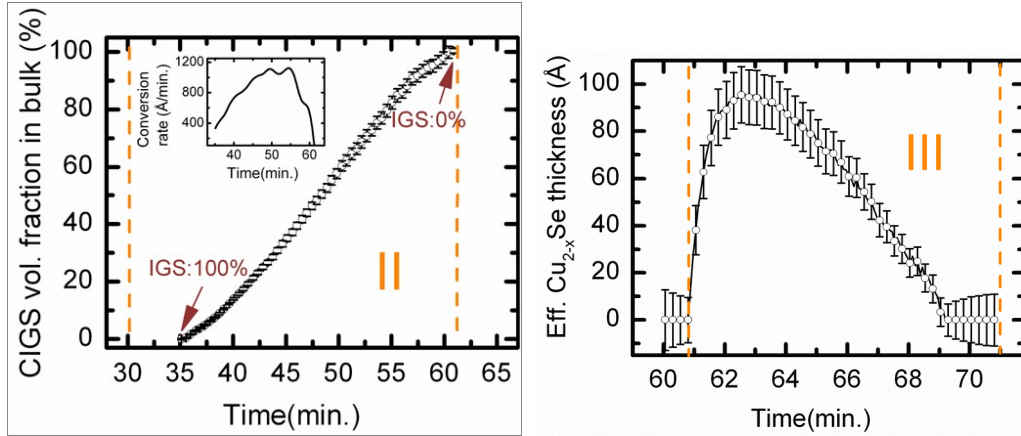 CIGS vol. fraction in bulk (%)
100
80
60
40
20
0
1200
800
400
Conversion
rate (Å/min.)
40 50 60
Time(min.)
IGS:0%
IGS:100%
II
30 35 40 45 50 55 60 65
Time(min.)
Eff. Cu2-xSe thickness (Å)
100
80
60
40
20
0
III
60 62 64 66 68 70
Time(min.)